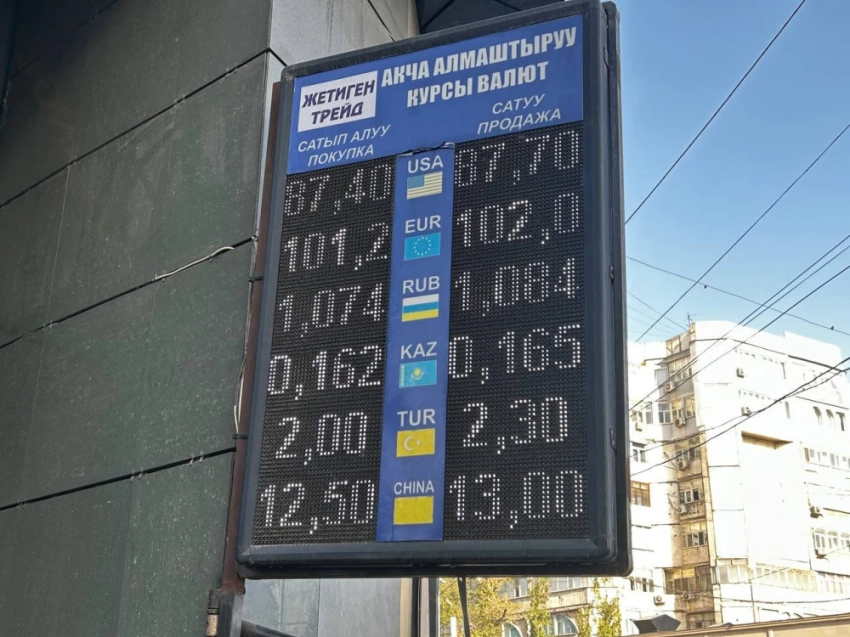 АКЧА АЛМАШТЫРУУ
КУРСЫ ВАЛЮТ
ЖЕТИГЕН
ТРЕЙД
САТЫП АЛУУ
ПОКУПКА
САТУУ
ПРОДАЖА
87,40 USA 87,70
101,2 EUR 102,0
1,074 RUB 1,084
0,162 KAZ 0,165
2,00 TUR 2,30
12,50 CHINA 13,00